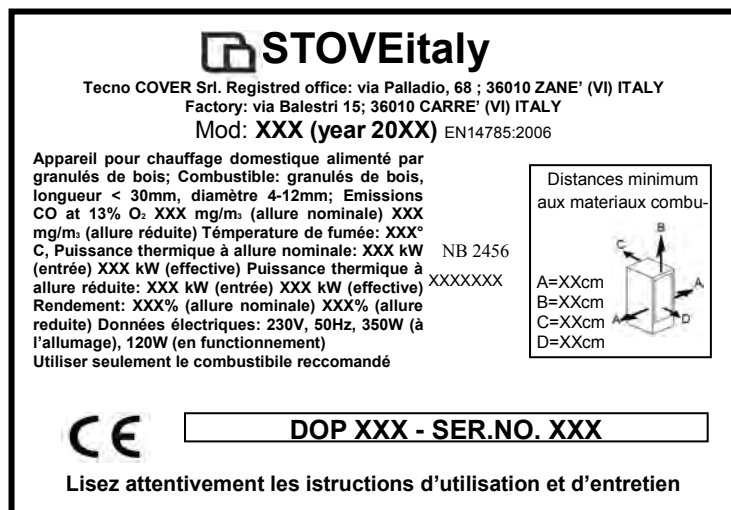 STOVEitaly
Tecno COVER Srl. Registred office: via Palladio, 68 ; 36010 ZANE’ (VI) ITALY
Factory: via Balestri 15; 36010 CARRE’ (VI) ITALY
Mod: XXX (year 20XX) EN14785:2006
Appareil pour chauffage domestique alimenté par
granulés de bois; Combustible: granulés de bois,
longueur < 30mm, diamètre 4-12mm; Emissions
CO at 13% O₂ XXX mg/m₃ (allure nominale) XXX
mg/m₃ (allure réduite) Témperature de fumée: XXX°
C, Puissance thermique à allure nominale: XXX kW
(entrée) XXX kW (effective) Puissance thermique à
allure réduite: XXX kW (entrée) XXX kW (effective)
Rendement: XXX% (allure nominale) XXX% (allure
reduite) Données électriques: 230V, 50Hz, 350W (à
l’allumage), 120W (en functionnement)
Utiliser seulement le combustibile reccomandé
NB 2456
XXXXXXX
Distances minimum
aux materiaux combu-
B
C
A
A
D
A=XXcm
B=XXcm
C=XXcm
D=XXcm
CE
DOP XXX - SER.NO. XXX
Lisez attentivement les istructions d’utilisation et d’entretien